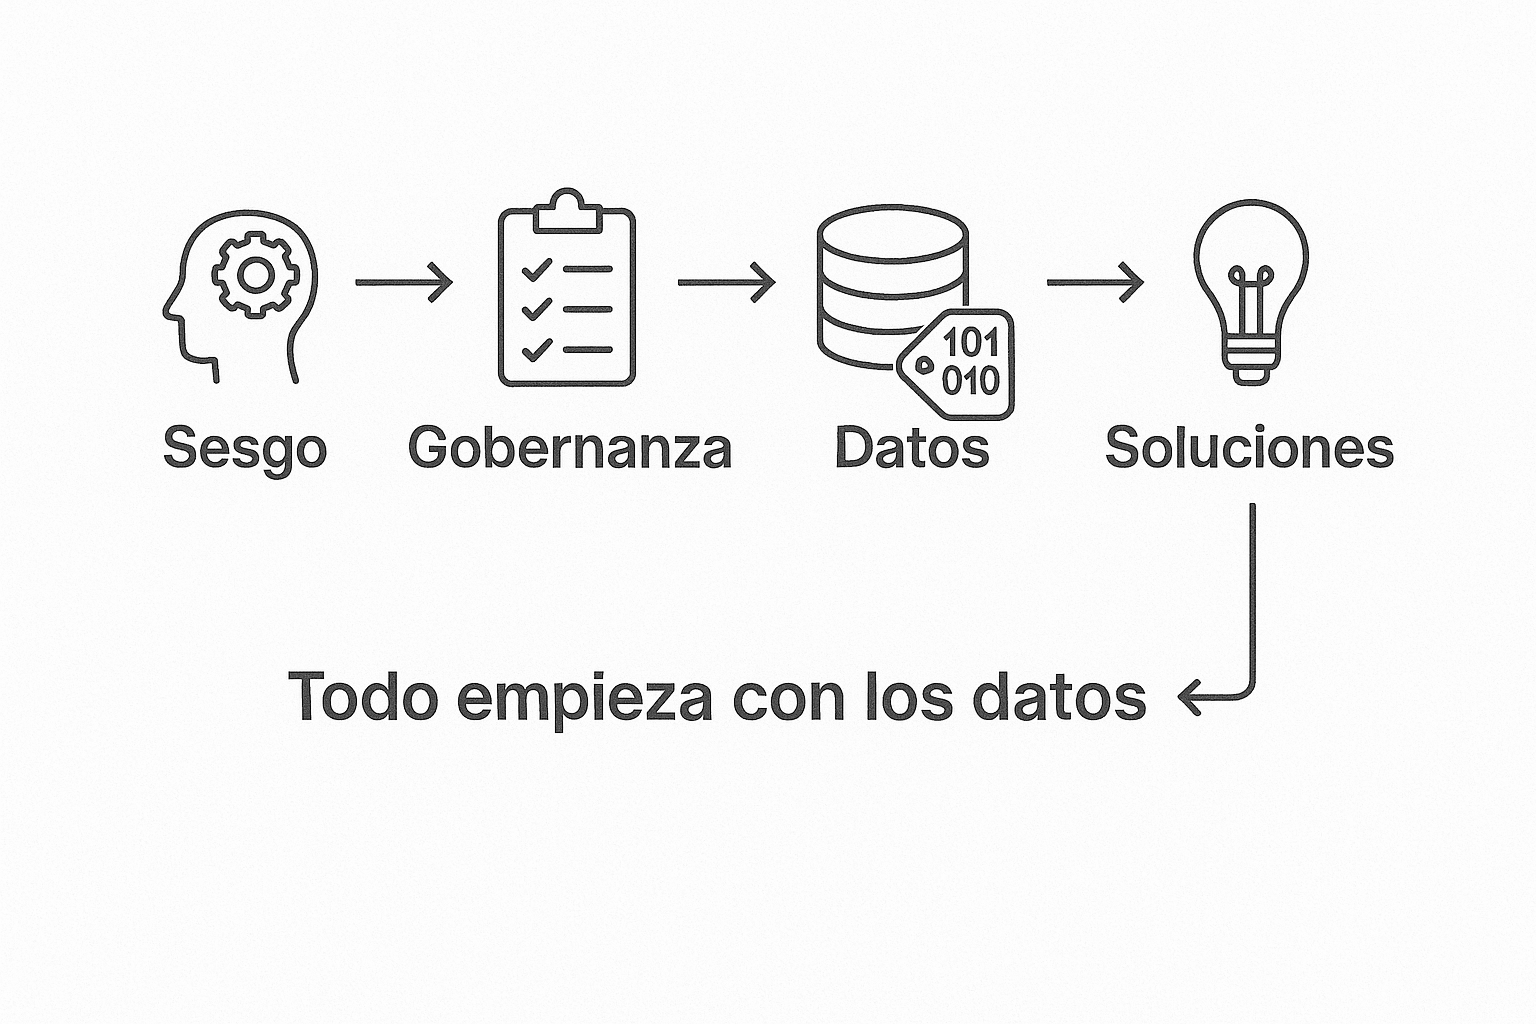 101
010
Sesgo Gobernanza Datos Soluciones
Todo empieza con los datos